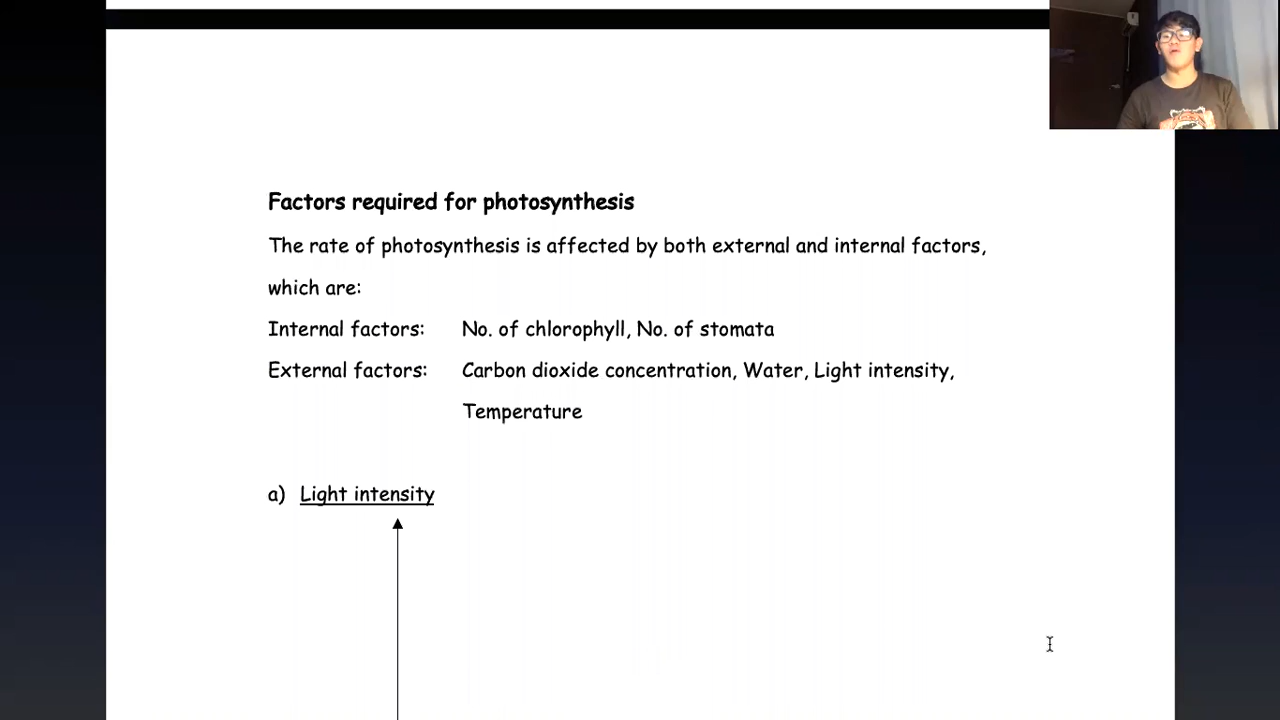 Factors required for photosynthesis
The rate of photosynthesis is affected by both external and internal factors,
which are:
Internal factors: No. of chlorophyll, No. of stomata
External factors: Carbon dioxide concentration, Water, Light intensity,
Temperature
a) Light intensity